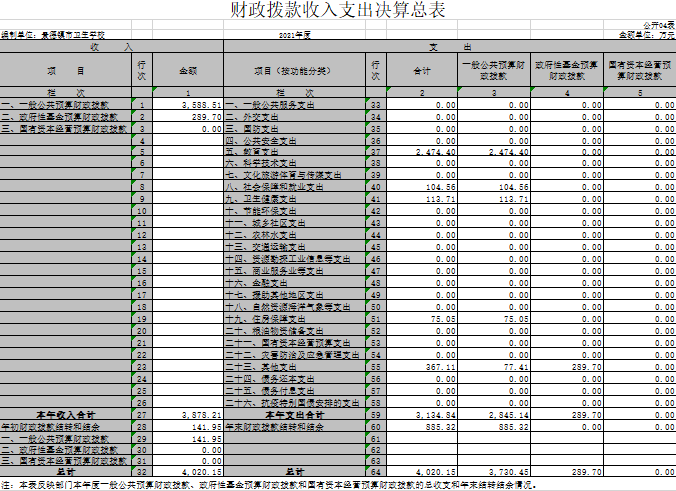 财政拨款收入支出决算总表
公开04表
编制单位：景德镇市卫生学校 2021年度 金额单位：万元
收 入 支 出
项 目 行次 金额 项目（按功能分类） 行次 合计 一般公共预算财政拨款 政府性基金预算财政拨款 国有资本经营预算财政拨款
栏 次 1 栏 次 2 3 4 5
一、一般公共预算财政拨款 1 3,588.51 一、一般公共服务支出 33 0.00 0.00 0.00 0.00
二、政府性基金预算财政拨款 2 289.70 二、外交支出 34 0.00 0.00 0.00 0.00
三、国有资本经营预算财政拨款 3 0.00 三、国防支出 35 0.00 0.00 0.00 0.00
4 四、公共安全支出 36 0.00 0.00 0.00 0.00
5 五、教育支出 37 2,474.40 2,474.40 0.00 0.00
6 六、科学技术支出 38 0.00 0.00 0.00 0.00
7 七、文化旅游体育与传媒支出 39 0.00 0.00 0.00 0.00
8 八、社会保障和就业支出 40 104.56 104.56 0.00 0.00
9 九、卫生健康支出 41 113.71 113.71 0.00 0.00
10 十、节能环保支出 42 0.00 0.00 0.00 0.00
11 十一、城乡社区支出 43 0.00 0.00 0.00 0.00
12 十二、农林水支出 44 0.00 0.00 0.00 0.00
13 十三、交通运输支出 45 0.00 0.00 0.00 0.00
14 十四、资源勘探工业信息等支出 46 0.00 0.00 0.00 0.00
15 十五、商业服务业等支出 47 0.00 0.00 0.00 0.00
16 十六、金融支出 48 0.00 0.00 0.00 0.00
17 十七、援助其他地区支出 49 0.00 0.00 0.00 0.00
18 十八、自然资源海洋气象等支出 50 0.00 0.00 0.00 0.00
19 十九、住房保障支出 51 75.05 75.05 0.00 0.00
20 二十、粮油物资储备支出 52 0.00 0.00 0.00 0.00
21 二十一、国有资本经营预算支出 53 0.00 0.00 0.00 0.00
22 二十二、灾害防治及应急管理支出 54 0.00 0.00 0.00 0.00
23 二十三、其他支出 55 367.11 77.41 289.70 0.00
24 二十四、债务还本支出 56 0.00 0.00 0.00 0.00
25 二十五、债务付息支出 57 0.00 0.00 0.00 0.00
26 二十六、抗疫特别国债安排的支出 58 0.00 0.00 0.00 0.00
本年收入合计 27 3,878.21 本年支出合计 59 3,134.84 2,845.14 289.70 0.00
年初财政拨款结转和结余 28 141.95 年末财政拨款结转和结余 60 885.32 885.32 0.00 0.00
一、一般公共预算财政拨款 29 141.95 61
二、政府性基金预算财政拨款 30 0.00 62
三、国有资本经营预算财政拨款 31 0.00 63
总计 32 4,020.15 总计 64 4,020.15 3,730.45 289.70 0.00
注：本表反映部门本年度一般公共预算财政拨款、政府性基金预算财政拨款和国有资本经营预算财政拨款的总收支和年末结转结余情况。